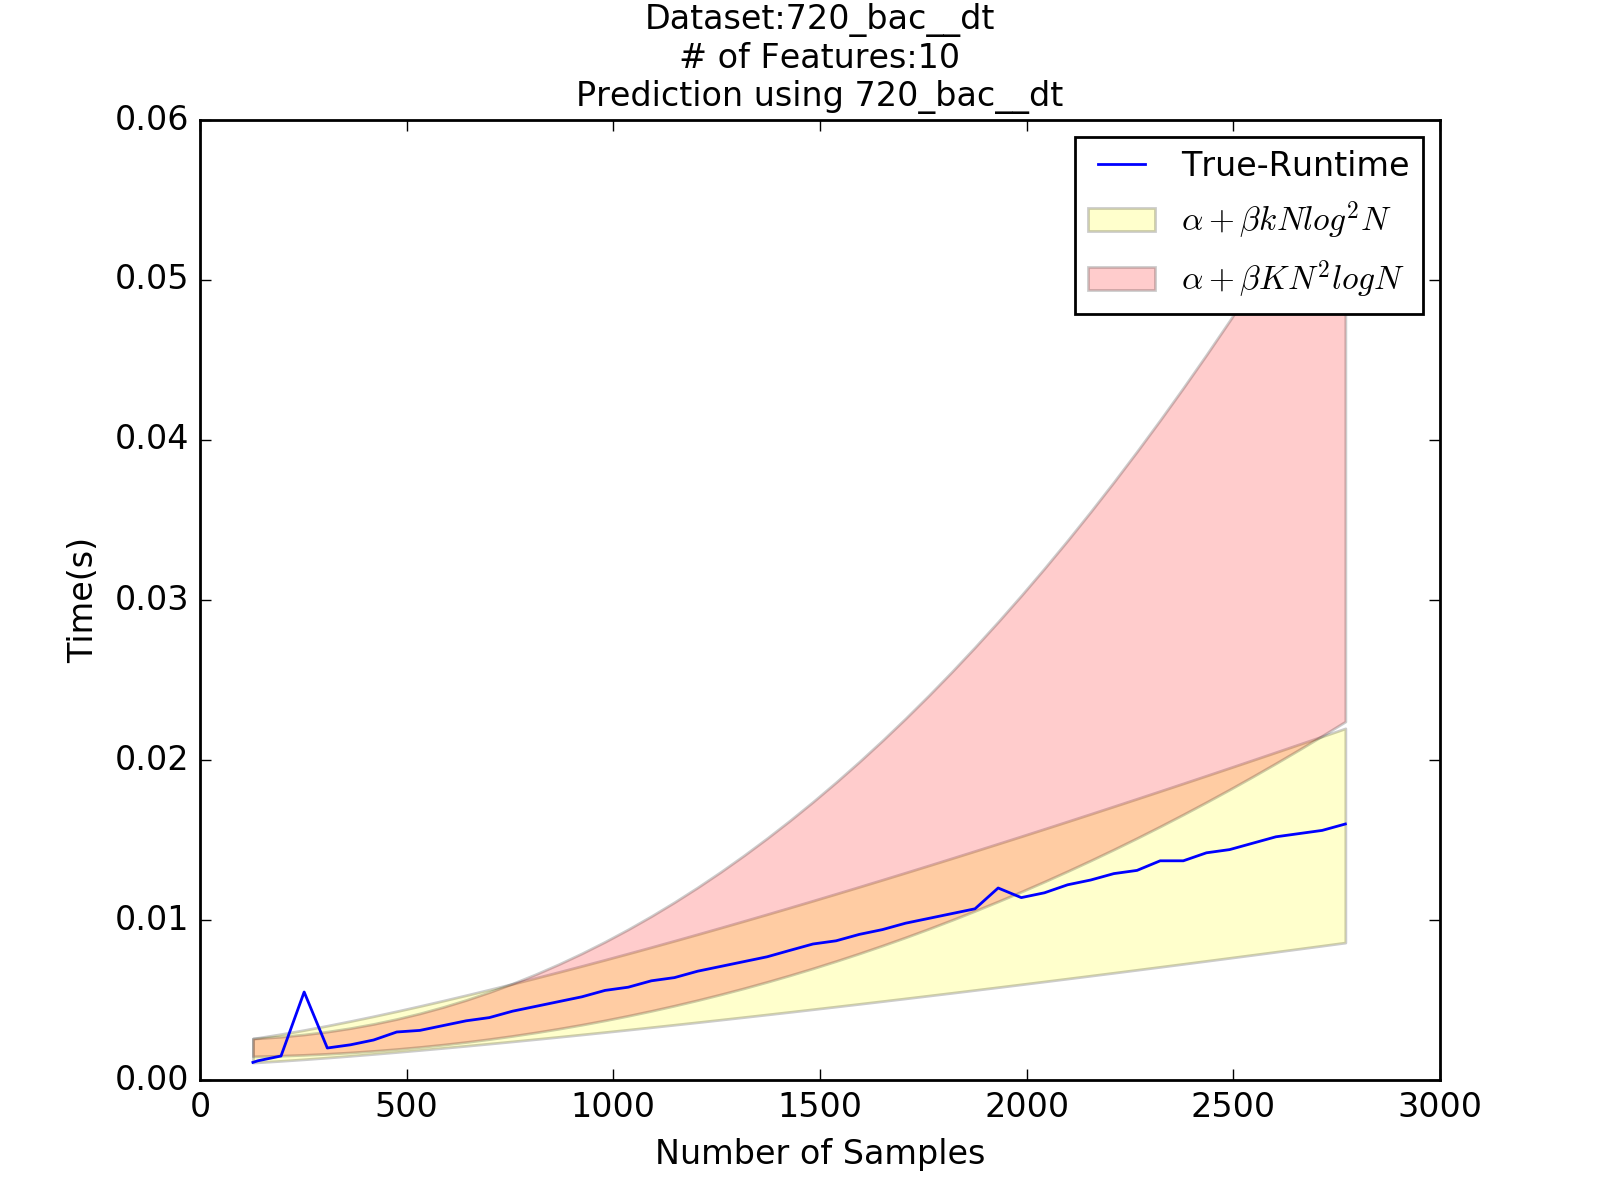 Dataset:720_bac__dt
# of Features:10
Prediction using 720_bac__dt
0.06
0.05
0.04
0.03
0.02
0.01
0.00
Time(s)
True-Runtime
α + βkNlog²N
α + βKN²logN
0 500 1000 1500 2000 2500 3000
Number of Samples